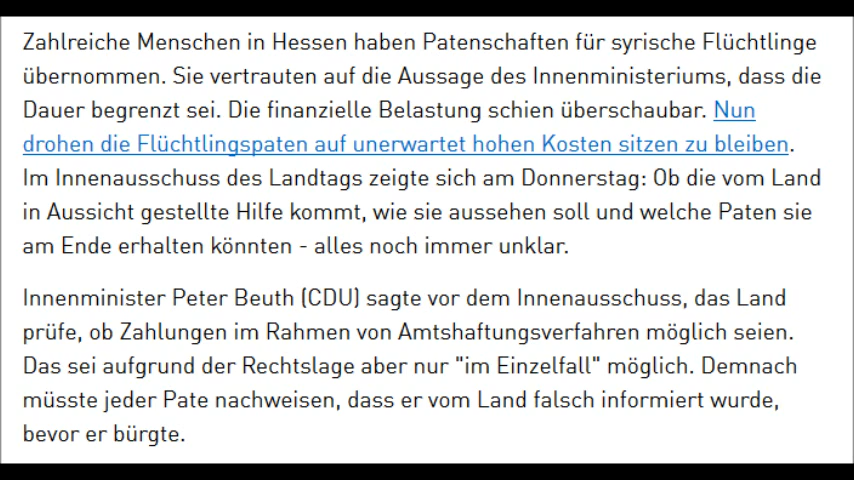 Zahlreiche Menschen in Hessen haben Patenschaften für syrische Flüchtlinge
übernommen. Sie vertrauten auf die Aussage des Innenministeriums, dass die
Dauer begrenzt sei. Die finanzielle Belastung schien überschaubar. Nun
drohen die Flüchtlingspaten auf unerwartet hohen Kosten sitzen zu bleiben.
Im Innenausschuss des Landtags zeigte sich am Donnerstag: Ob die vom Land
in Aussicht gestellte Hilfe kommt, wie sie aussehen soll und welche Paten sie
am Ende erhalten könnten - alles noch immer unklar.
Innenminister Peter Beuth (CDU) sagte vor dem Innenausschuss, das Land
prüfe, ob Zahlungen im Rahmen von Amtshaftungsverfahren möglich seien.
Das sei aufgrund der Rechtslage aber nur "im Einzelfall" möglich. Demnach
müsste jeder Pate nachweisen, dass er vom Land falsch informiert wurde,
bevor er bürgte.